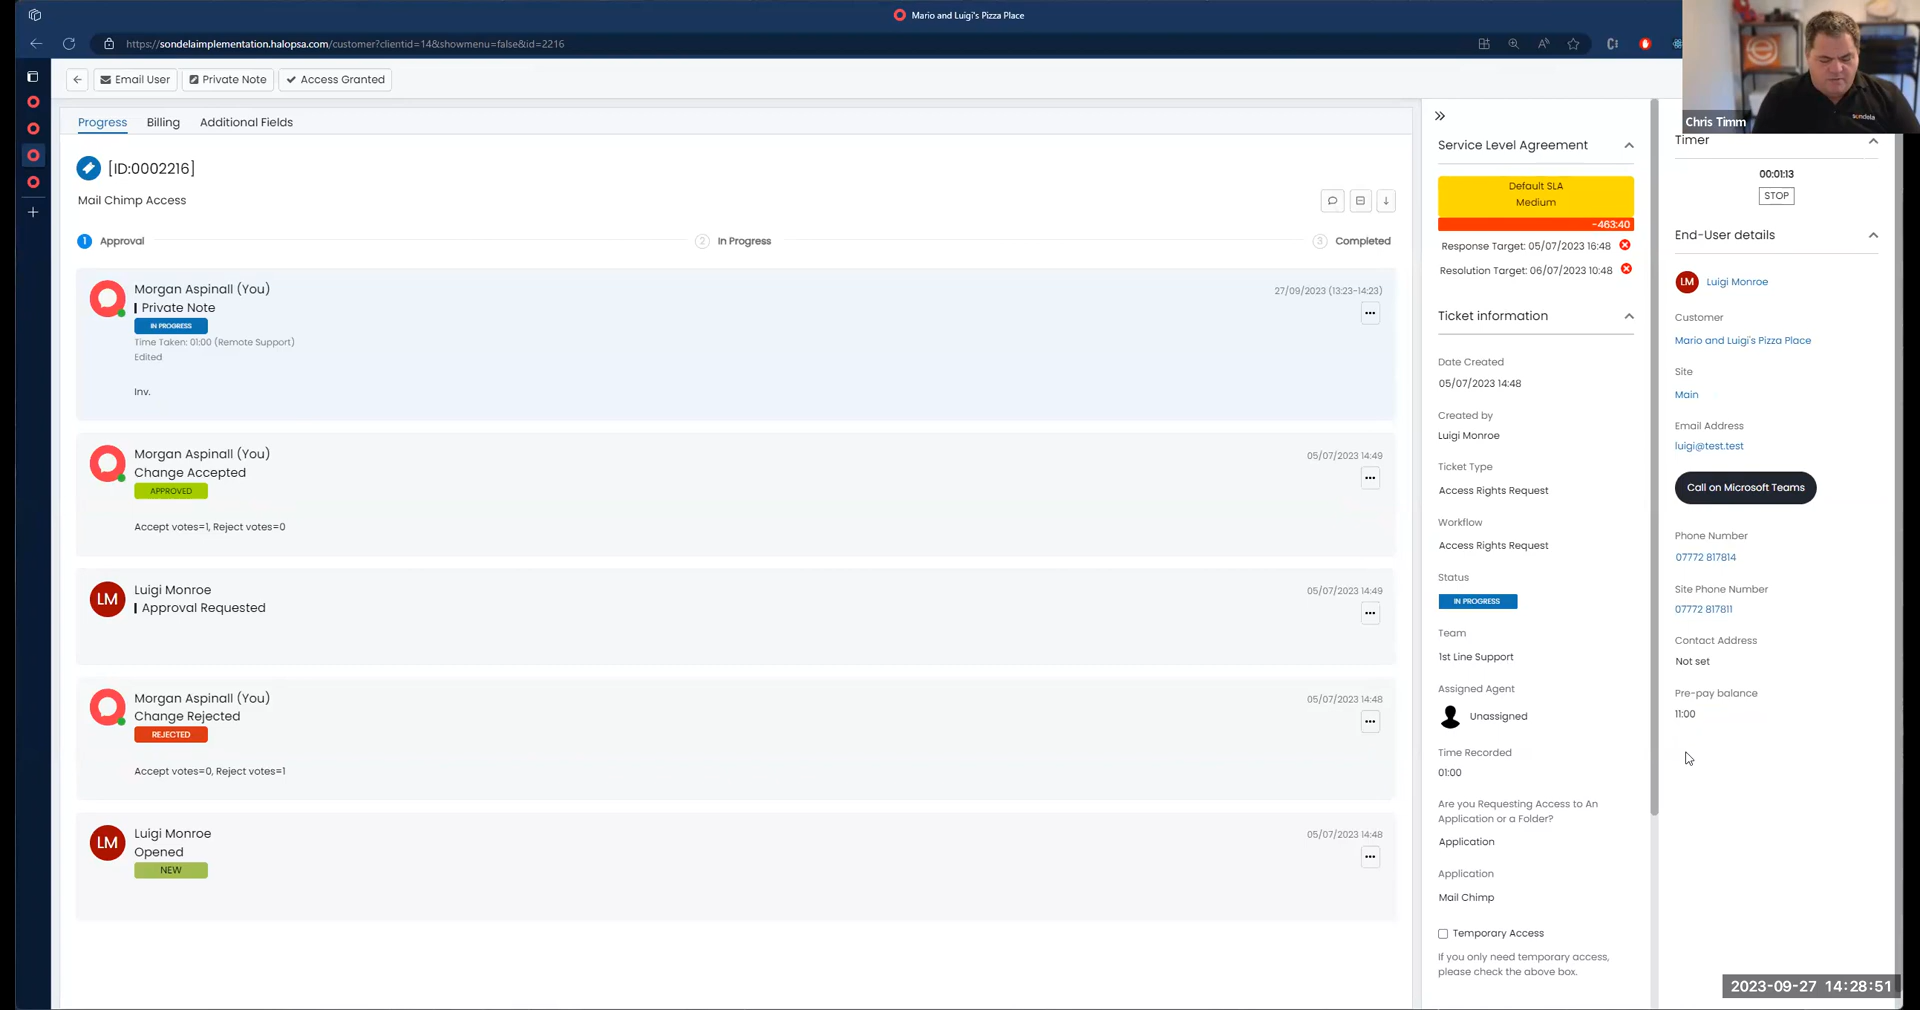 Mario and Luigi's Pizza Place
https://sondelaimplementation.halopsa.com/customer?clientid=14&showmenu=false&id=2216
Email User
Private Note
Access Granted
Progress
Billing
Additional Fields
[ID:0002216]
Mail Chimp Access
1 Approval
2 In Progress
3 Completed
Morgan Aspinall (You)
Private Note
IN PROGRESS
Time Taken: 01:00 (Remote Support)
Edited
27/09/2023 (13:23-14:23)
Inv.
Morgan Aspinall (You)
Change Accepted
APPROVED
05/07/2023 14:49
Accept votes=1, Reject votes=0
LM
Luigi Monroe
Approval Requested
05/07/2023 14:49
Morgan Aspinall (You)
Change Rejected
REJECTED
05/07/2023 14:48
Accept votes=0, Reject votes=1
LM
Luigi Monroe
Opened
NEW
05/07/2023 14:48
Service Level Agreement
Default SLA
Medium
-463:40
Response Target: 05/07/2023 16:48
Resolution Target: 06/07/2023 10:48
Ticket information
Date Created
05/07/2023 14:48
Created by
Luigi Monroe
Ticket Type
Access Rights Request
Workflow
Access Rights Request
Status
IN PROGRESS
Team
1st Line Support
Assigned Agent
Unassigned
Time Recorded
01:00
Are you Requesting Access to An
Application or a Folder?
Application
Application
Mail Chimp
Temporary Access
If you only need temporary access,
please check the above box.
sondela
Chris Timm
Timer
00:01:13
STOP
End-User details
LM
Luigi Monroe
Customer
Mario and Luigi's Pizza Place
Site
Main
Email Address
luigi@test.test
Call on Microsoft Teams
Phone Number
07772 817814
Site Phone Number
07772 817811
Contact Address
Not set
Pre-pay balance
11:00
2023-09-27 14:28:51